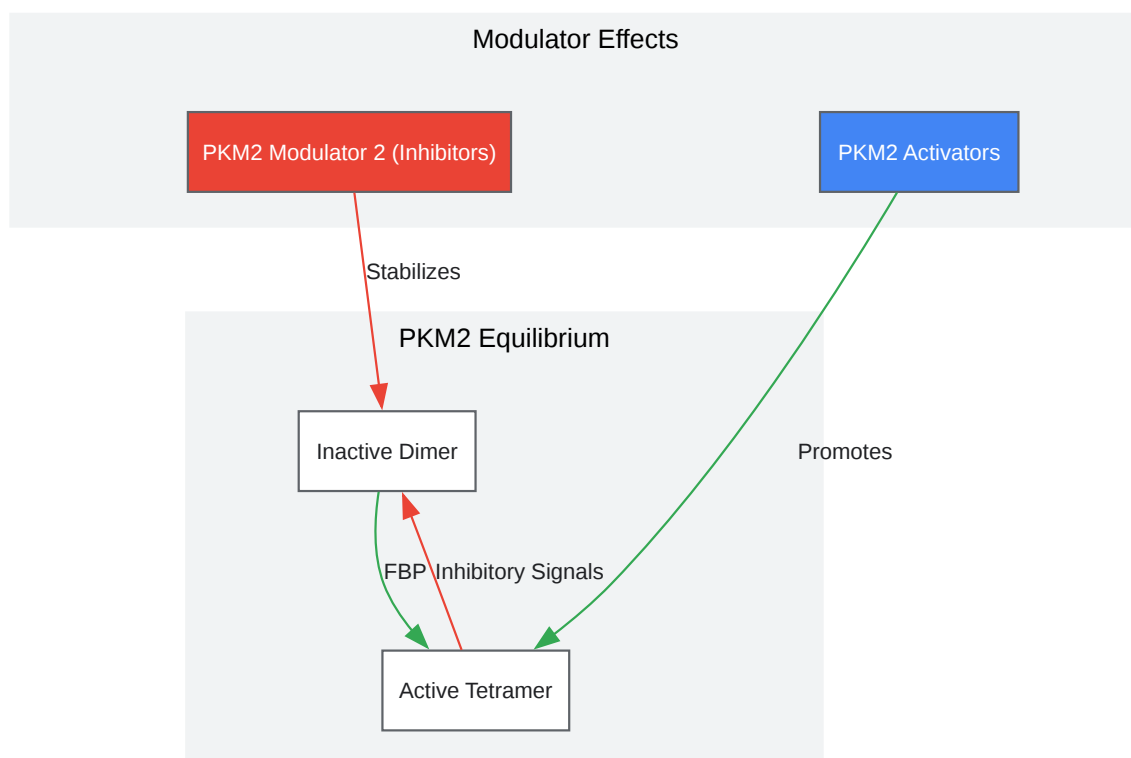 Modulator Effects
PKM2 Modulator 2 (Inhibitors)
PKM2 Activators
Stabilizes
PKM2 Equilibrium
Inactive Dimer
Promotes
FBP
Inhibitory Signals
Active Tetramer